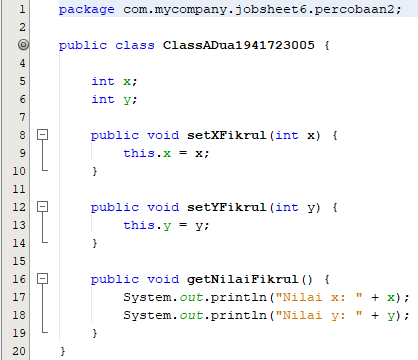 1 package com.mycompany.jobsheet6.percobaan2;
2
public class ClassADua1941723005 {
4
5 int x;
6 int y;
7
8 public void setXFikrul(int x) {
9 this.x = x;
10 }
11
12 public void setYFikrul(int y) {
13 this.y = y;
14 }
15
16 public void getNilaiFikrul() {
17 System.out.println("Nilai x: " + x);
18 System.out.println("Nilai y: " + y);
19 }
20 }